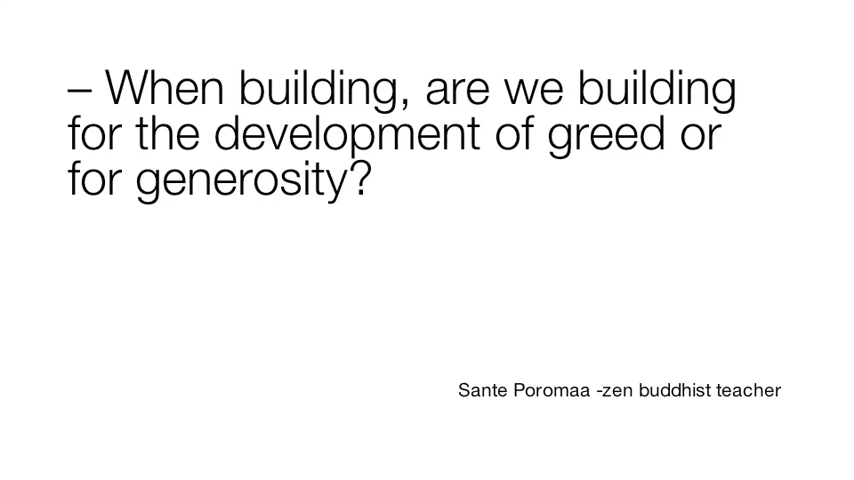 – When building, are we building
for the development of greed or
for generosity?
Sante Poromaa -zen buddhist teacher